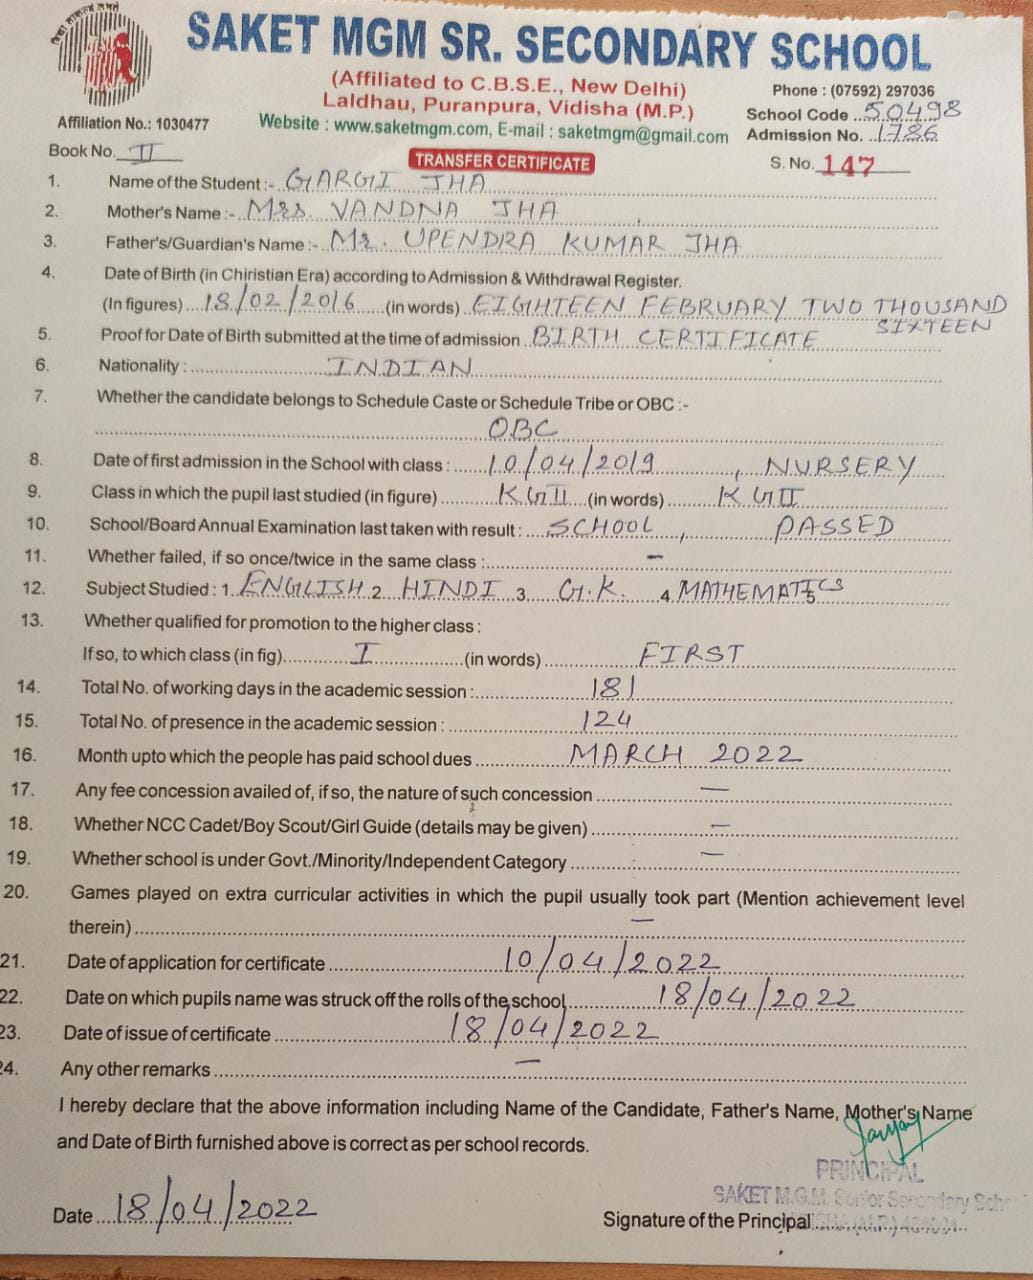 SAKET MGM SR. SECONDARY SCHOOL
(Affiliated to C.B.S.E., New Delhi)
Laldhau, Puranpura, Vidisha (M.P.)
Phone : (07592) 297036
School Code ..50498
Affiliation No.: 1030477
Website : www.saketmgm.com, E-mail : saketmgm@gmail.com
Admission No. ..1786
Book No. II
TRANSFER CERTIFICATE
S. No. 147
1. Name of the Student :- GARGI JHA
2. Mother's Name :- Mrs. VANDNA JHA
3. Father's/Guardian's Name :- Mr. UPENDRA KUMAR JHA
4. Date of Birth (in Chiristian Era) according to Admission & Withdrawal Register.
(In figures) 18/02/2016 (in words) EIGHTEEN FEBRUARY TWO THOUSAND
SIXTEEN
5. Proof for Date of Birth submitted at the time of admission BIRTH CERTIFICATE
6. Nationality : INDIAN
7. Whether the candidate belongs to Schedule Caste or Schedule Tribe or OBC :-
OBC
8. Date of first admission in the School with class : 10/04/2019, NURSERY
9. Class in which the pupil last studied (in figure) KG II (in words) KG II
10. School/Board Annual Examination last taken with result : SCHOOL, PASSED
11. Whether failed, if so once/twice in the same class : -
12. Subject Studied : 1. ENGLISH 2. HINDI 3. G.K. 4. MATHEMATICS 5
13. Whether qualified for promotion to the higher class :
If so, to which class (in fig) I (in words) FIRST
14. Total No. of working days in the academic session : 181
15. Total No. of presence in the academic session : 124
16. Month upto which the people has paid school dues MARCH 2022
17. Any fee concession availed of, if so, the nature of such concession —
18. Whether NCC Cadet/Boy Scout/Girl Guide (details may be given) —
19. Whether school is under Govt./Minority/Independent Category —
20. Games played on extra curricular activities in which the pupil usually took part (Mention achievement level
therein) —
21. Date of application for certificate 10/04/2022
22. Date on which pupils name was struck off the rolls of the school 18/04/2022
23. Date of issue of certificate 18/04/2022
24. Any other remarks —
I hereby declare that the above information including Name of the Candidate, Father's Name, Mother's Name
and Date of Birth furnished above is correct as per school records.
PRINCIPAL
SAKET M.G.M. Senior Secondary Sch
Date 18/04/2022
Signature of the Principal